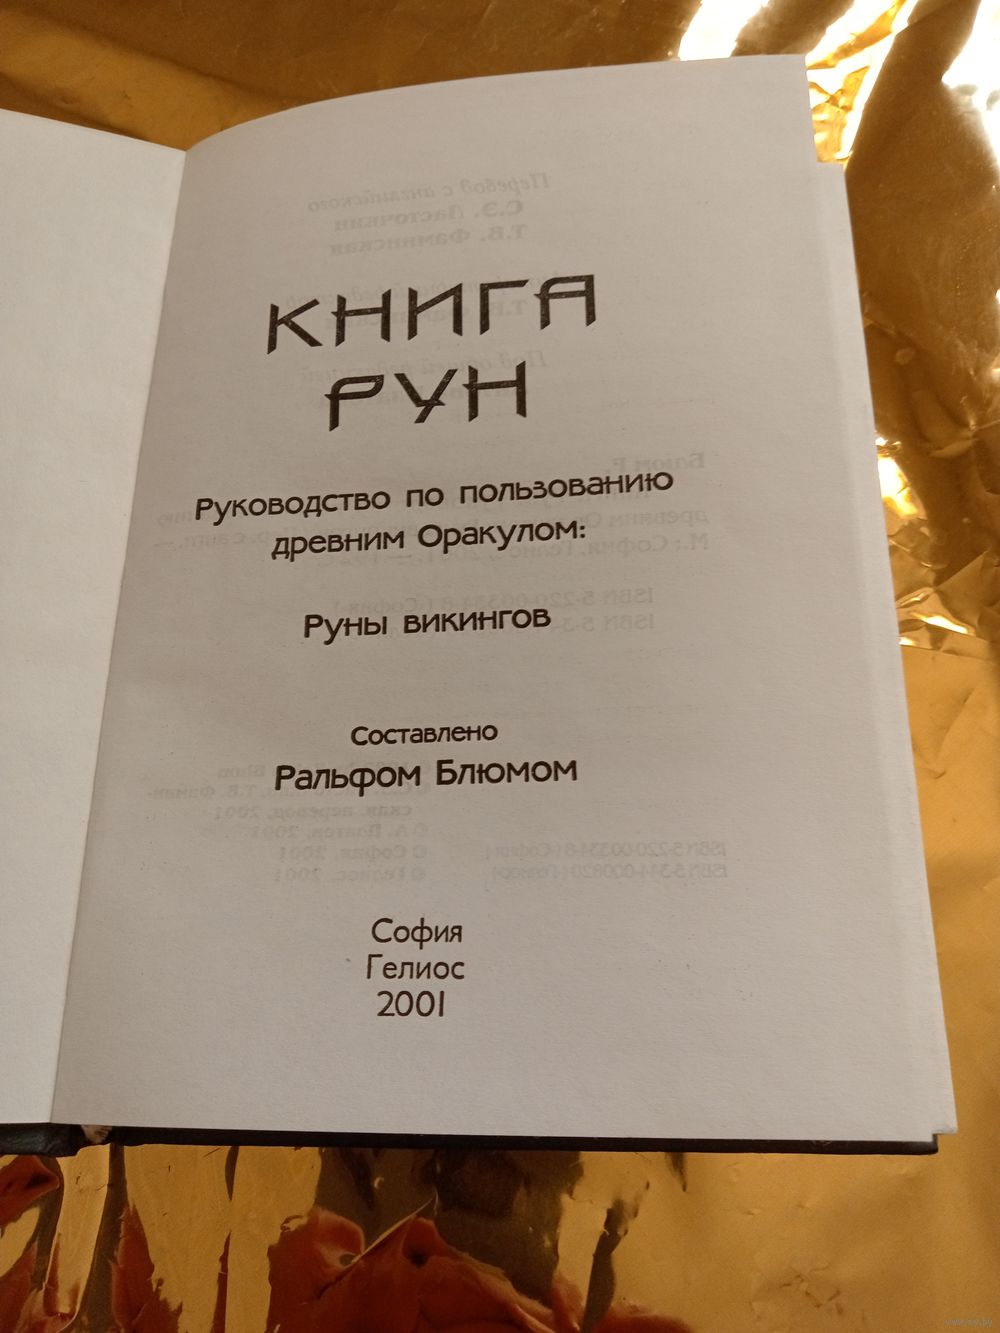 КНИГА
РУН
Руководство по пользованию
древним Оракулом:
Руны викингов
Составлено
Ральфом Блюмом
София
Гелиос
2001